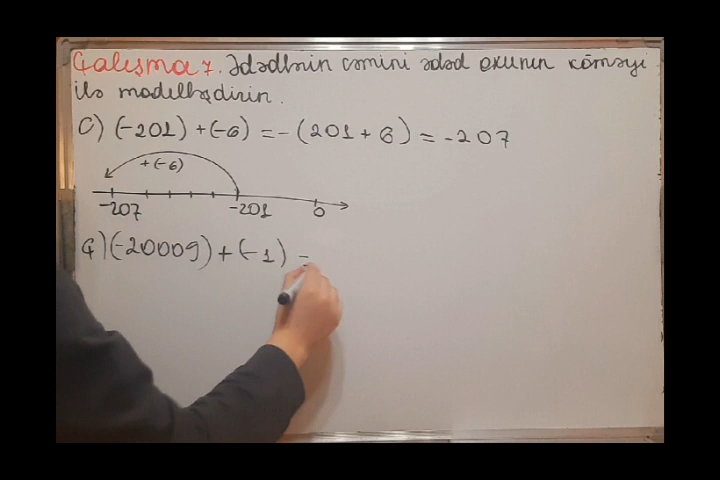 Çalışma 7. Ədədlərin cəmini ədəd oxunun köməyi
ilə modelləşdirin.
C) (-201) + (-6) = - (201 + 6) = -207
+ (-6)
-207 -201 0
Ç) (-20009) + (-1) =